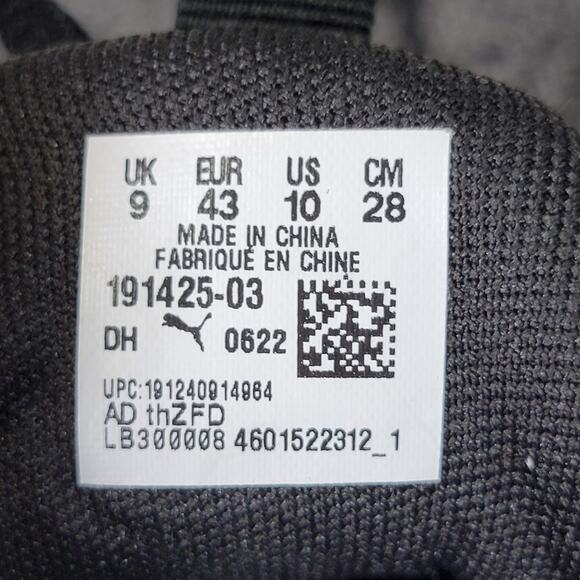 UK EUR US CM
9 43 10 28
MADE IN CHINA
FABRIQUÉ EN CHINE
191425-03
DH 0622
UPC:191240914964
AD thZFD
LB300008 4601522312_1